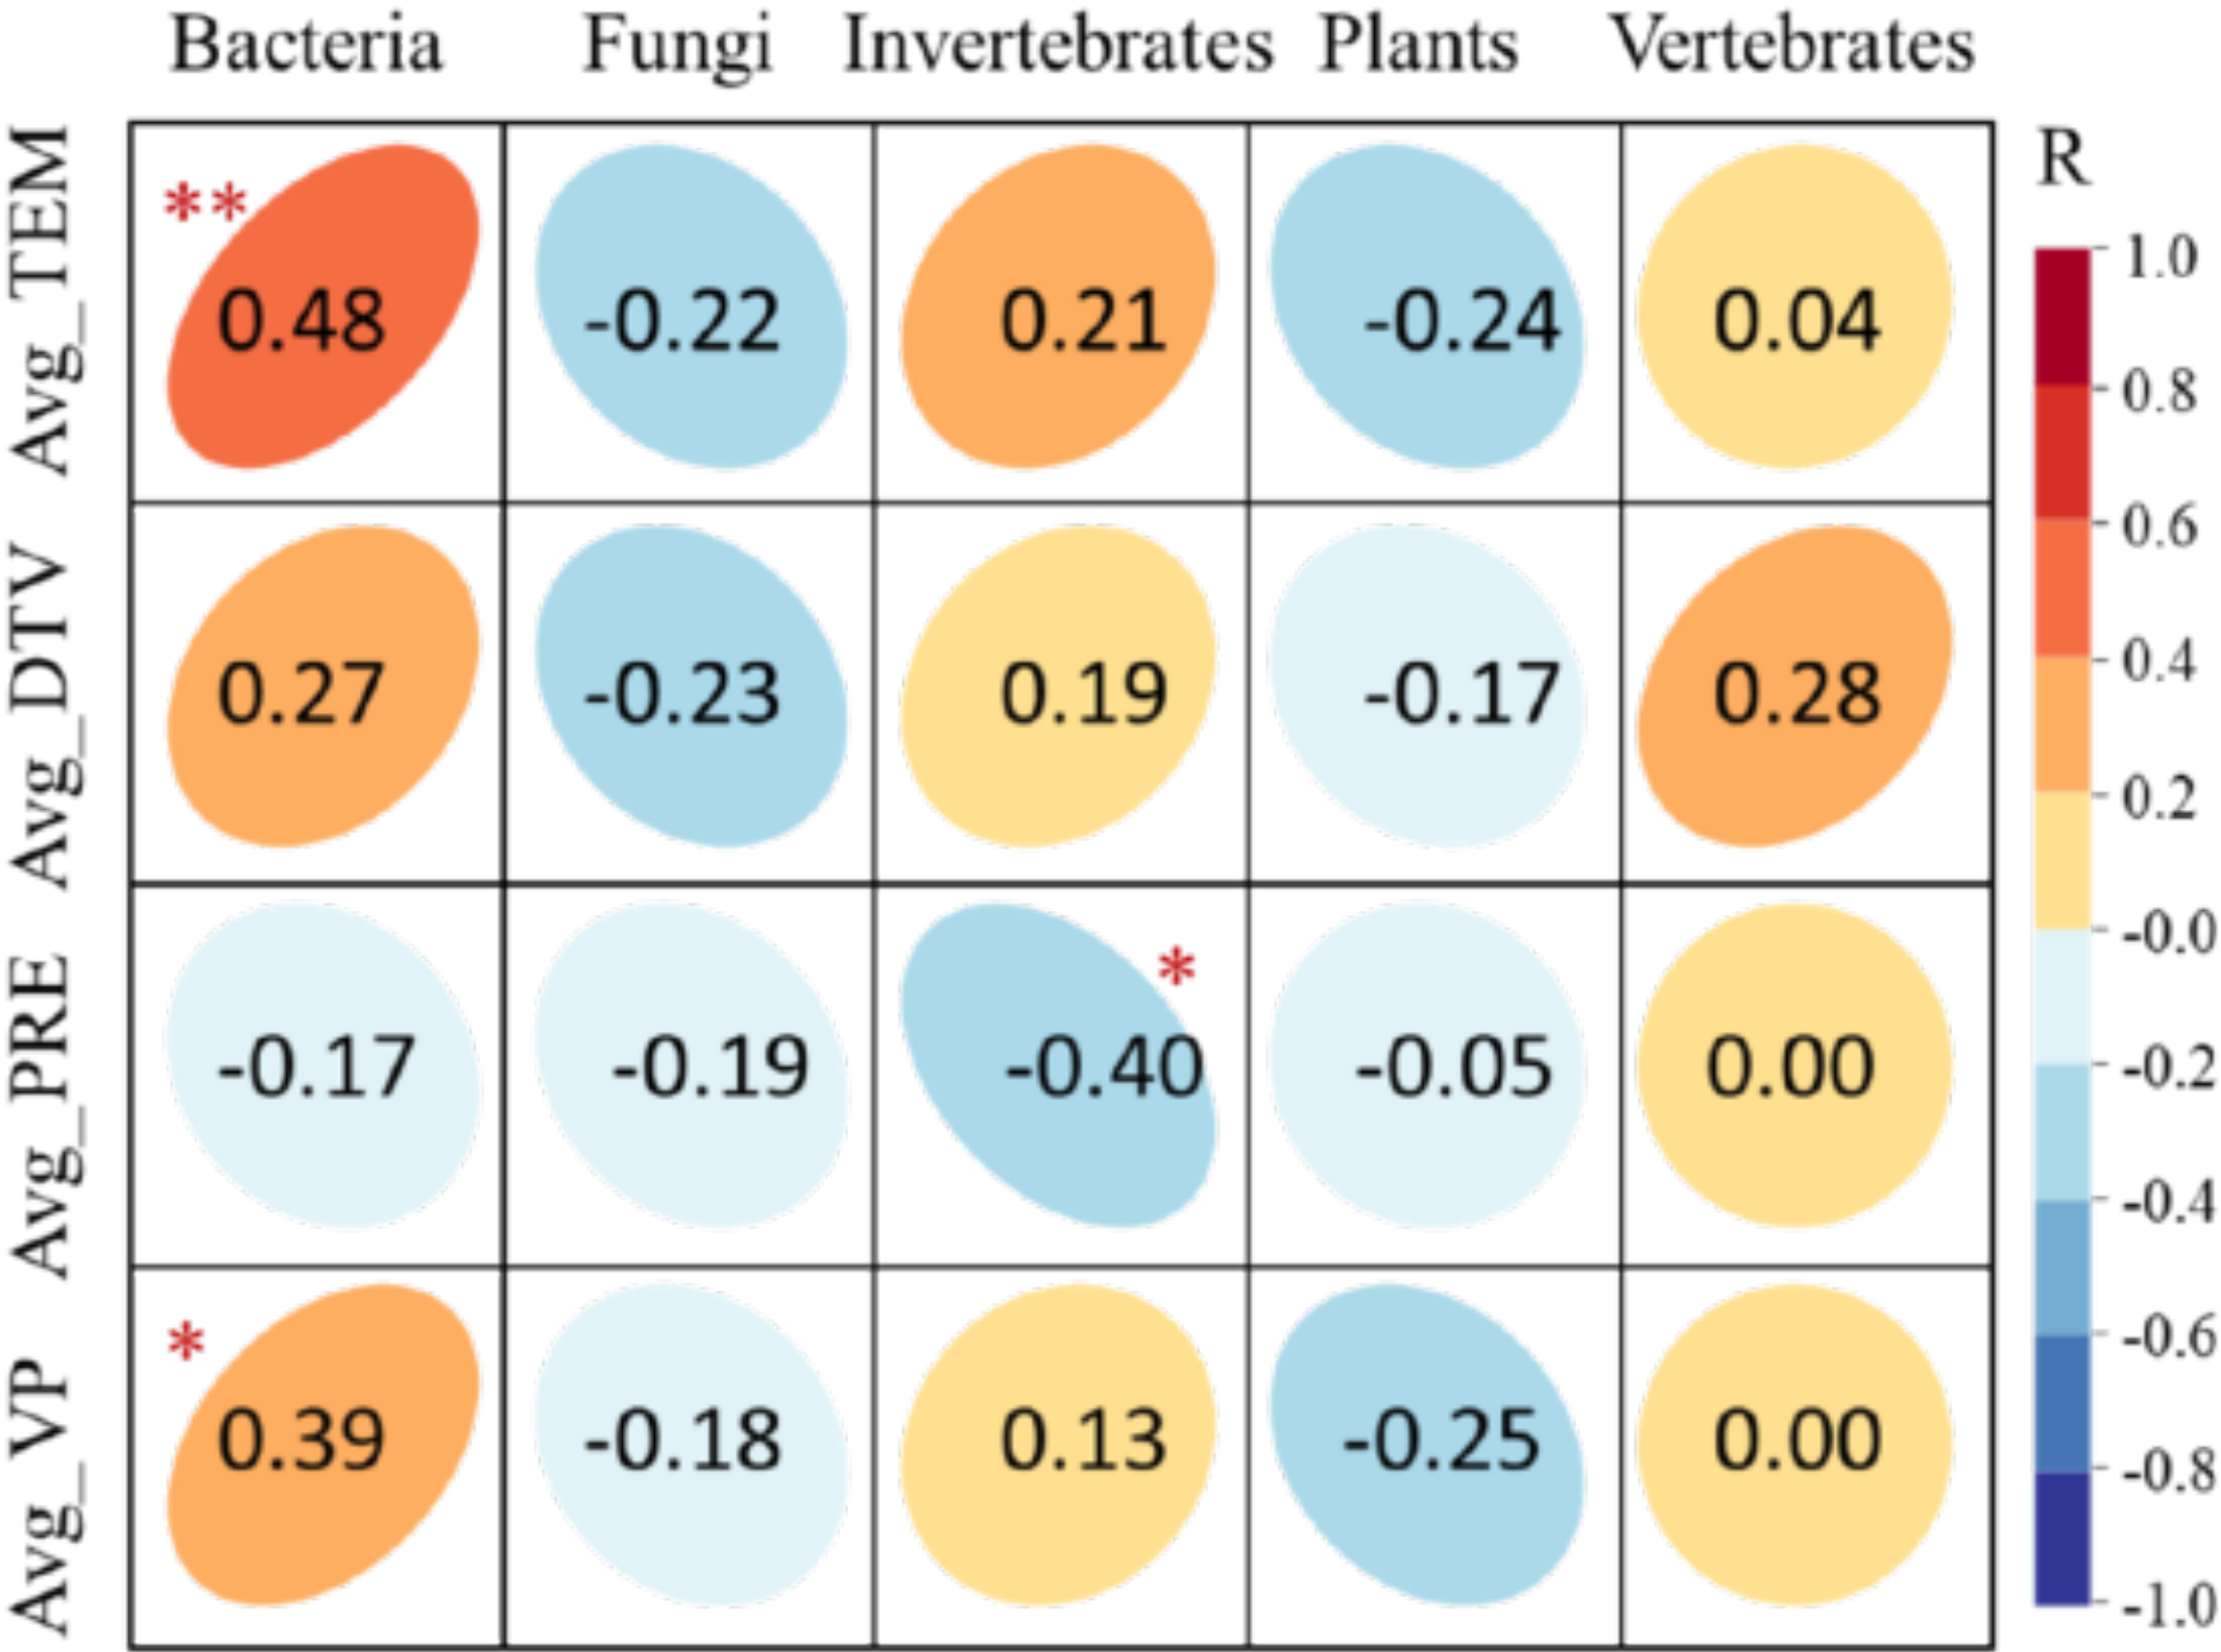 Bacteria Fungi Invertebrates Plants Vertebrates
R
Avg_TEM ** 0.48 -0.22 0.21 -0.24 0.04
Avg_DTV 0.27 -0.23 0.19 -0.17 0.28
Avg_PRE -0.17 -0.19 -0.40 * -0.05 0.00
Avg_VP * 0.39 -0.18 0.13 -0.25 0.00
1.0
0.8
0.6
0.4
0.2
-0.0
-0.2
-0.4
-0.6
-0.8
-1.0